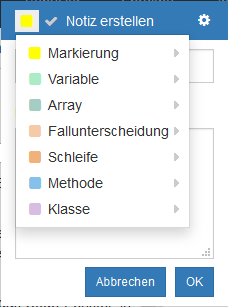 Notiz erstellen
Markierung
Variable
Array
Fallunterscheidung
Schleife
Methode
Klasse
Abbrechen OK